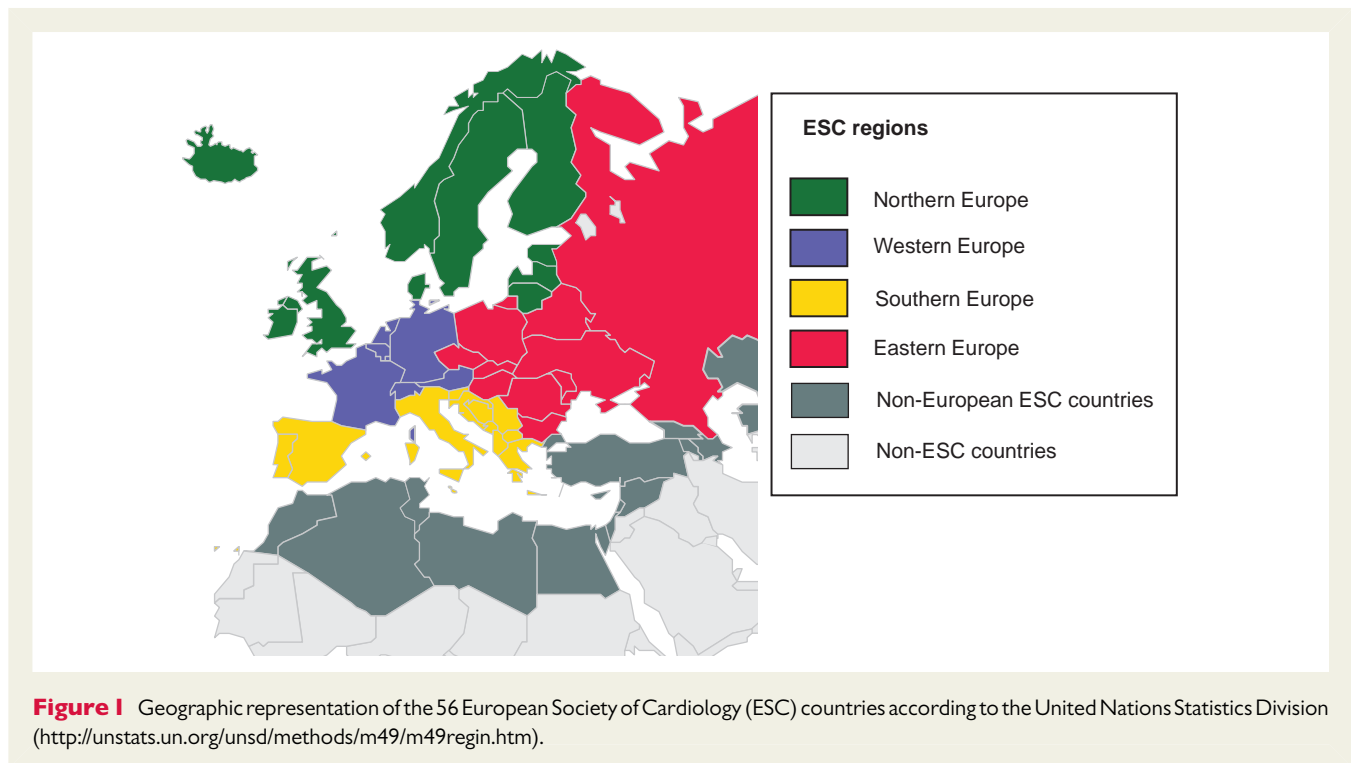 ESC regions
Northern Europe
Western Europe
Southern Europe
Eastern Europe
Non-European ESC countries
Non-ESC countries
Figure 1 Geographic representation of the 56 European Society of Cardiology (ESC) countries according to the United Nations Statistics Division
(http://unstats.un.org/unsd/methods/m49/m49regin.htm).